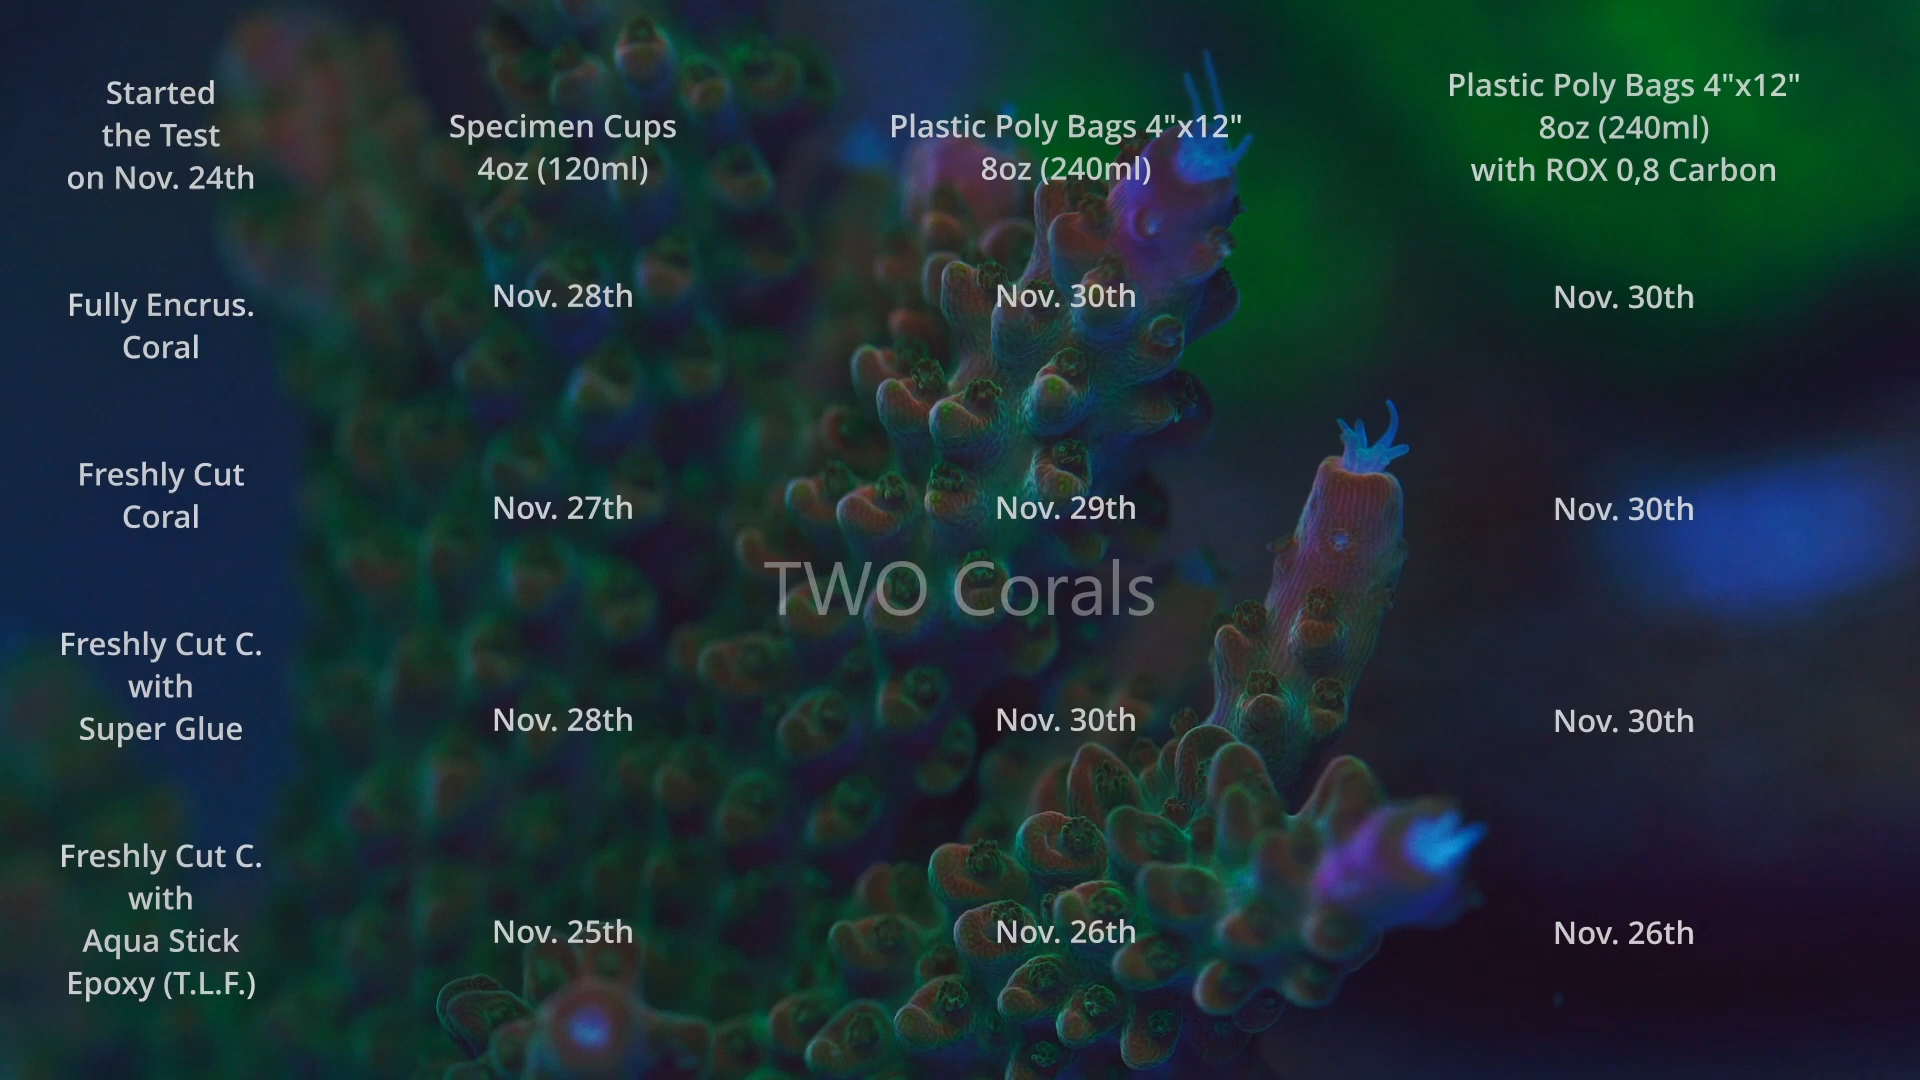 Started
the Test
on Nov. 24th
Specimen Cups
4oz (120ml)
Plastic Poly Bags 4"x12"
8oz (240ml)
Plastic Poly Bags 4"x12"
8oz (240ml)
with ROX 0,8 Carbon
Fully Encrus.
Coral
Nov. 28th
Nov. 30th
Nov. 30th
Freshly Cut
Coral
Nov. 27th
Nov. 29th
Nov. 30th
TWO Corals
Freshly Cut C.
with
Super Glue
Nov. 28th
Nov. 30th
Nov. 30th
Freshly Cut C.
with
Aqua Stick
Epoxy (T.L.F.)
Nov. 25th
Nov. 26th
Nov. 26th